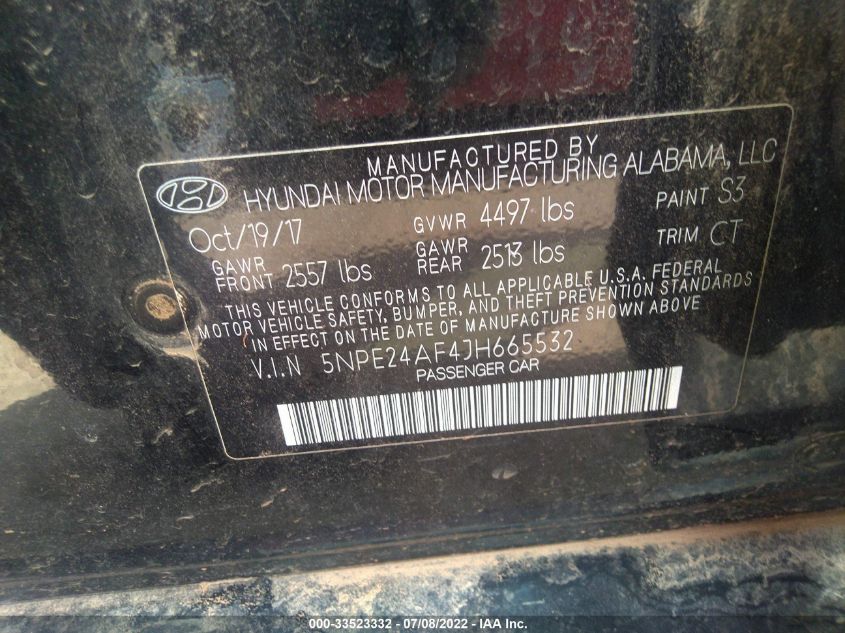 MANUFACTURED BY
HYUNDAI MOTOR MANUFACTURING ALABAMA, LLC
Oct/19/17 GVWR 4497 lbs PAINT S3
GAWR FRONT 2557 lbs GAWR REAR 2513 lbs TRIM CT
THIS VEHICLE CONFORMS TO ALL APPLICABLE U.S.A. FEDERAL
MOTOR VEHICLE SAFETY, BUMPER, AND THEFT PREVENTION STANDARDS
IN EFFECT ON THE DATE OF MANUFACTURE SHOWN ABOVE
V.I.N 5NPE24AF4JH665532
PASSENGER CAR
000-33523332 - 07/08/2022 - IAA Inc.